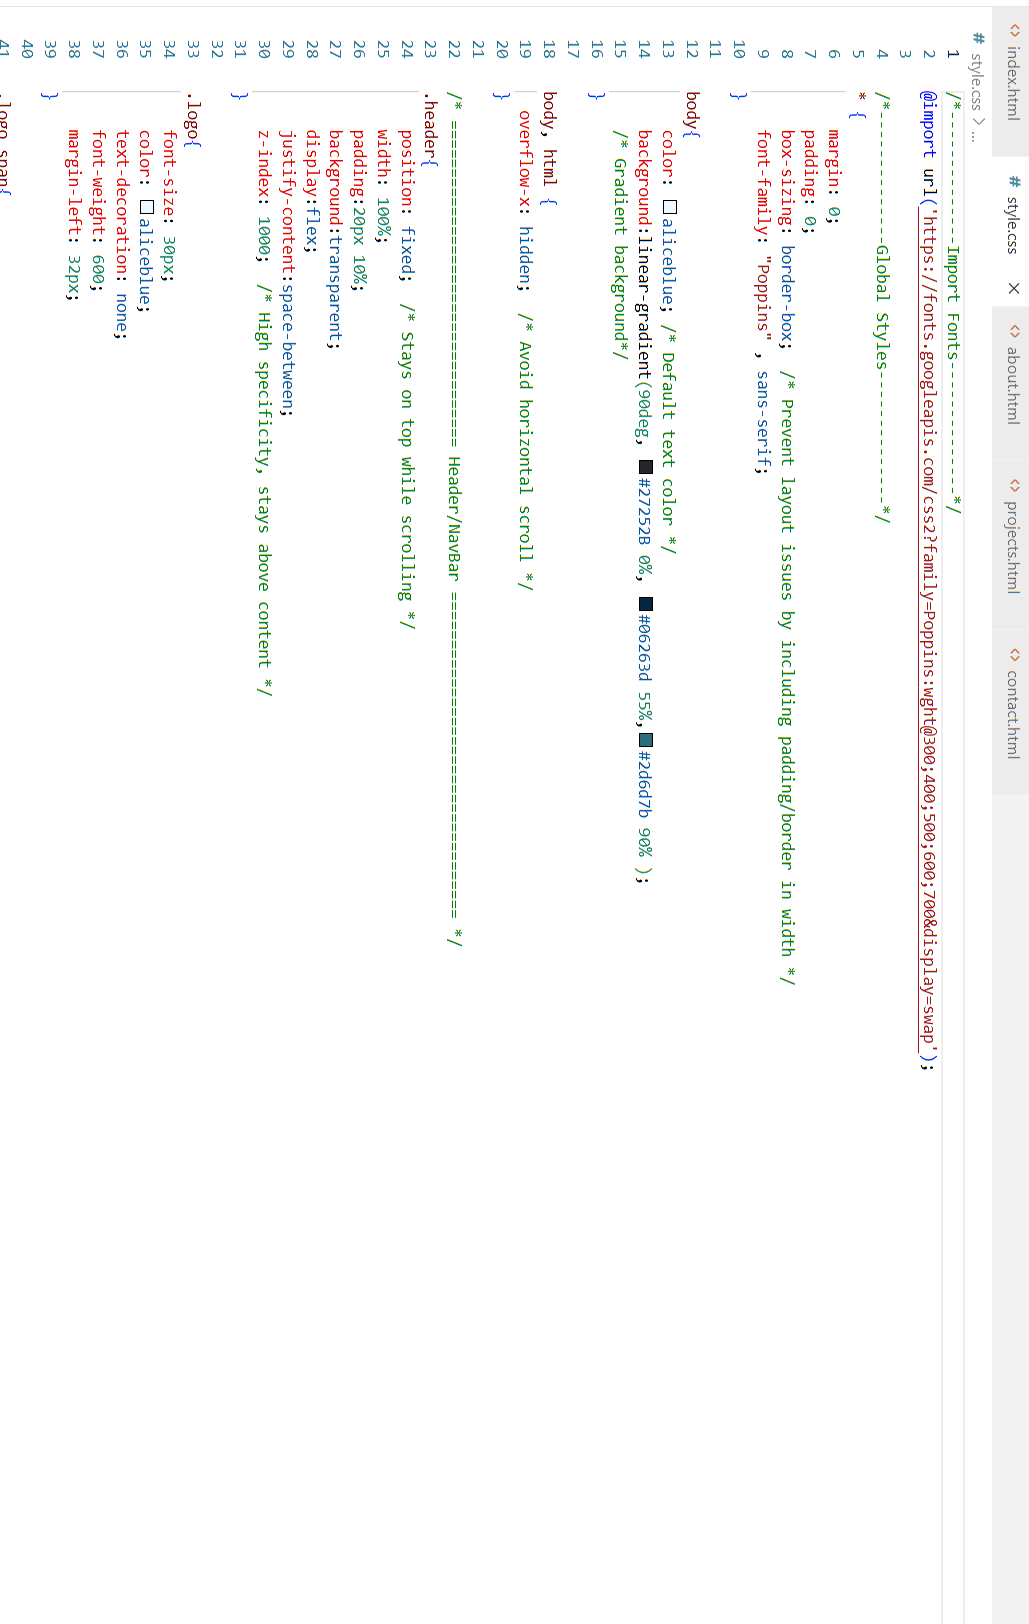 index.html
# style.css
about.html
projects.html
contact.html
# style.css > ...
1 /*-------------Import Fonts-------------*/
2 @import url('https://fonts.googleapis.com/css2?family=Poppins:wght@300;400;500;600;700&display=swap');
3
4 /*-------------Global Styles-------------*/
5 * {
6 margin: 0;
7 padding: 0;
8 box-sizing: border-box; /* Prevent layout issues by including padding/border in width */
9 font-family: "Poppins" , sans-serif;
10 }
11
12 body{
13 color: aliceblue; /* Default text color */
14 background:linear-gradient(90deg, #27252B 0%, #06263d 55%, #2d6d7b 90% );
15 /* Gradient background*/
16 }
17
18 body, html {
19 overflow-x: hidden; /* Avoid horizontal scroll */
20 }
21
22 /* ================================== Header/NavBar ================================== */
23 .header{
24 position: fixed; /* Stays on top while scrolling */
25 width: 100%;
26 padding:20px 10%;
27 background:transparent;
28 display:flex;
29 justify-content:space-between;
30 z-index: 1000; /* High specificity, stays above content */
31 }
32
33 .logo{
34 font-size: 30px;
35 color: aliceblue;
36 text-decoration: none;
37 font-weight: 600;
38 margin-left: 32px;
39 }
40
41 .logo span{